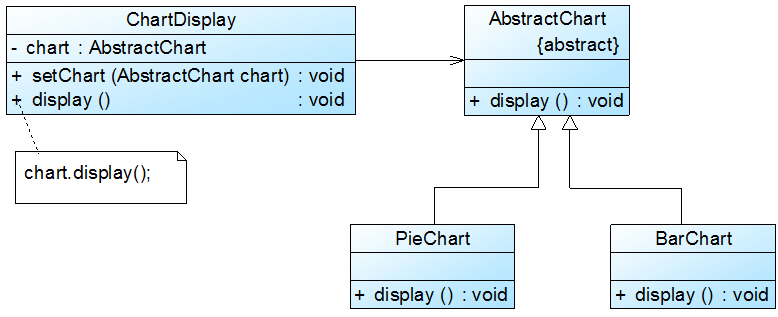 ChartDisplay
- chart : AbstractChart
+ setChart (AbstractChart chart) : void
+ display () : void
chart.display();
AbstractChart
{abstract}
+ display () : void
PieChart
+ display () : void
BarChart
+ display () : void